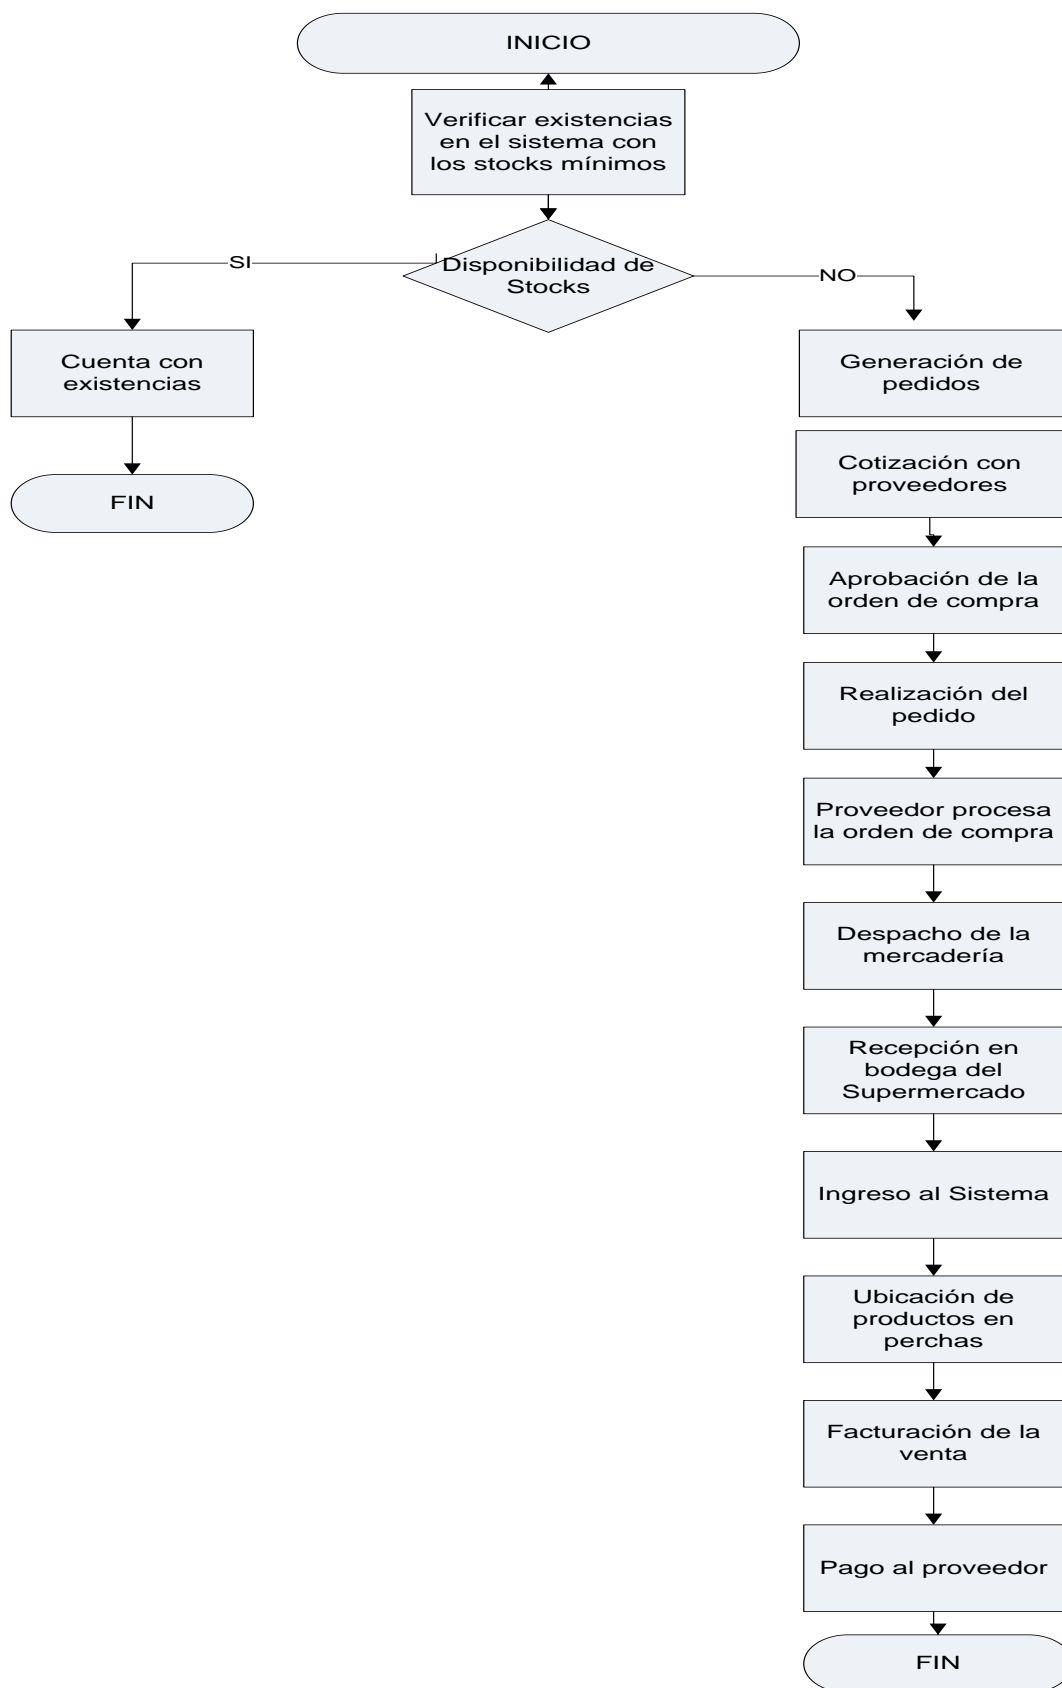 INICIO
Verificar existencias
en el sistema con
los stocks mínimos
Disponibilidad de
Stocks
SI
NO
Cuenta con
existencias
FIN
Generación de
pedidos
Cotización con
proveedores
Aprobación de la
orden de compra
Realización del
pedido
Proveedor procesa
la orden de compra
Despacho de la
mercadería
Recepción en
bodega del
Supermercado
Ingreso al Sistema
Ubicación de
productos en
perchas
Facturación de la
venta
Pago al proveedor
FIN